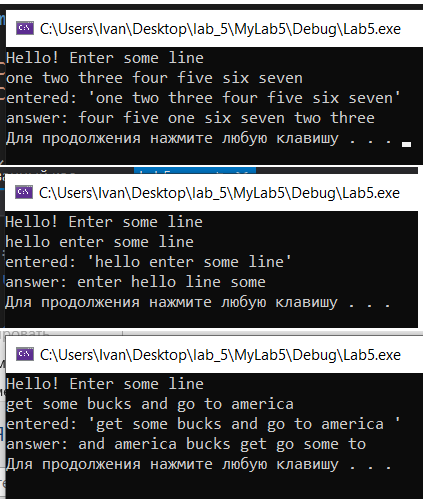 C:\Users\Ivan\Desktop\lab_5\MyLab5\Debug\Lab5.exe
Hello! Enter some line
one two three four five six seven
entered: 'one two three four five six seven'
answer: four five one six seven two three
Для продолжения нажмите любую клавишу . . .
C:\Users\Ivan\Desktop\lab_5\MyLab5\Debug\Lab5.exe
Hello! Enter some line
hello enter some line
entered: 'hello enter some line'
answer: enter hello line some
Для продолжения нажмите любую клавишу . . .
C:\Users\Ivan\Desktop\lab_5\MyLab5\Debug\Lab5.exe
Hello! Enter some line
get some bucks and go to america
entered: 'get some bucks and go to america '
answer: and america bucks get go some to
Для продолжения нажмите любую клавишу . . .